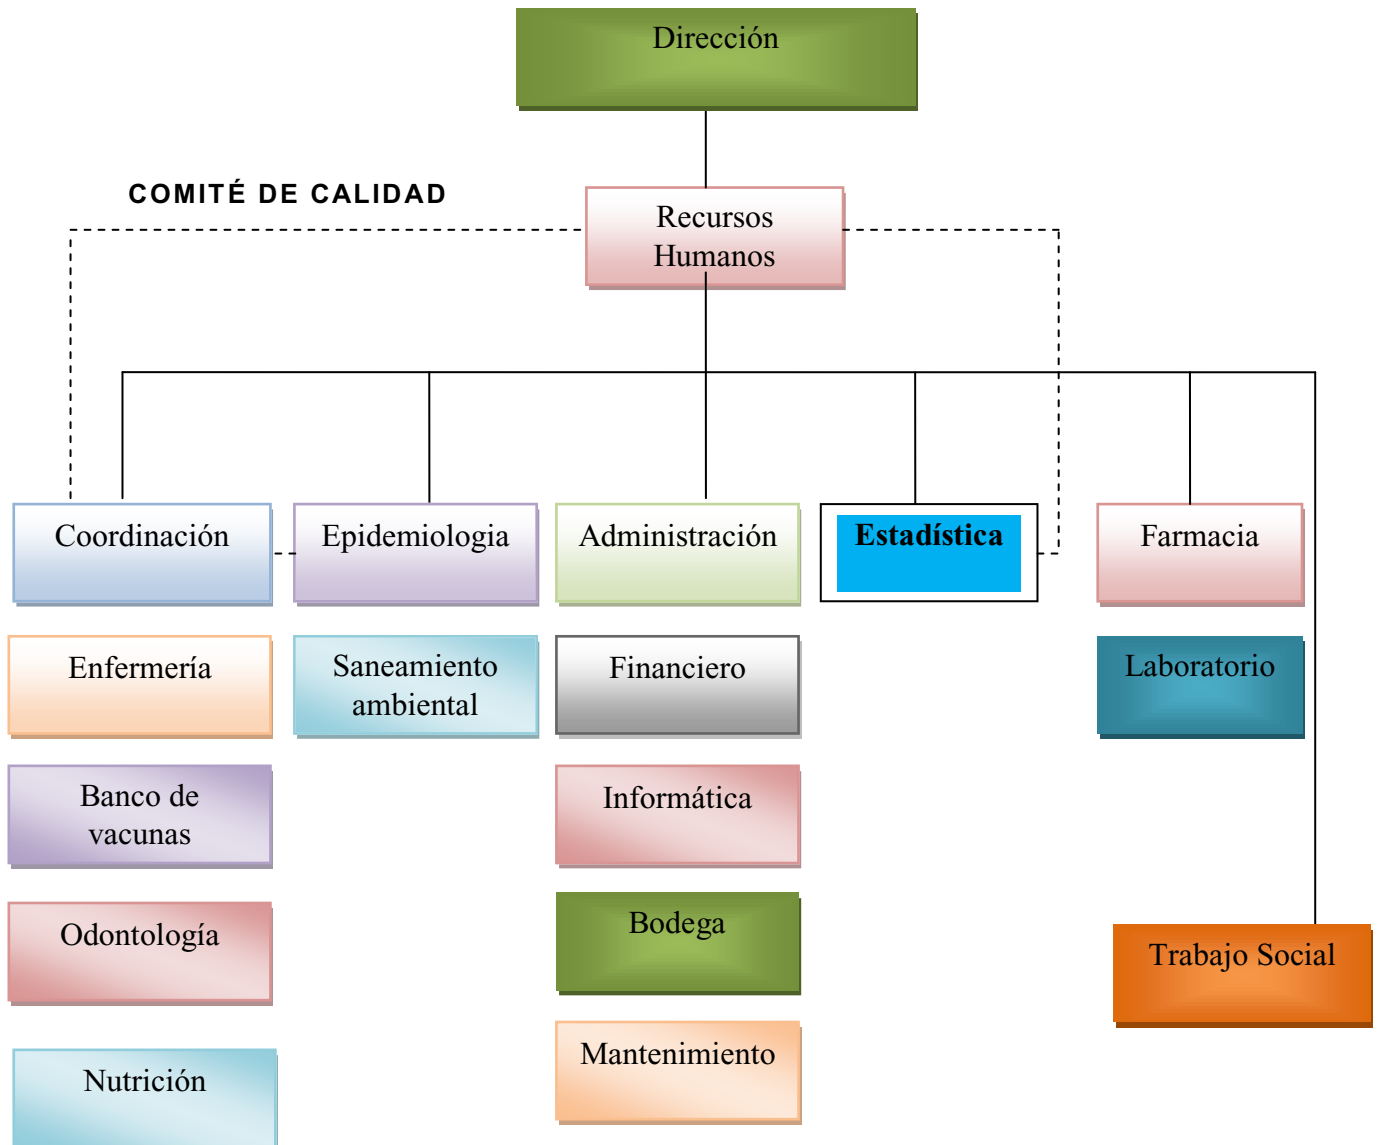 Dirección
COMITÉ DE CALIDAD
Recursos
Humanos
Coordinación
Epidemiologia
Administración
Estadística
Farmacia
Enfermería
Saneamiento
ambiental
Financiero
Laboratorio
Banco de
vacunas
Informática
Odontología
Bodega
Trabajo Social
Nutrición
Mantenimiento